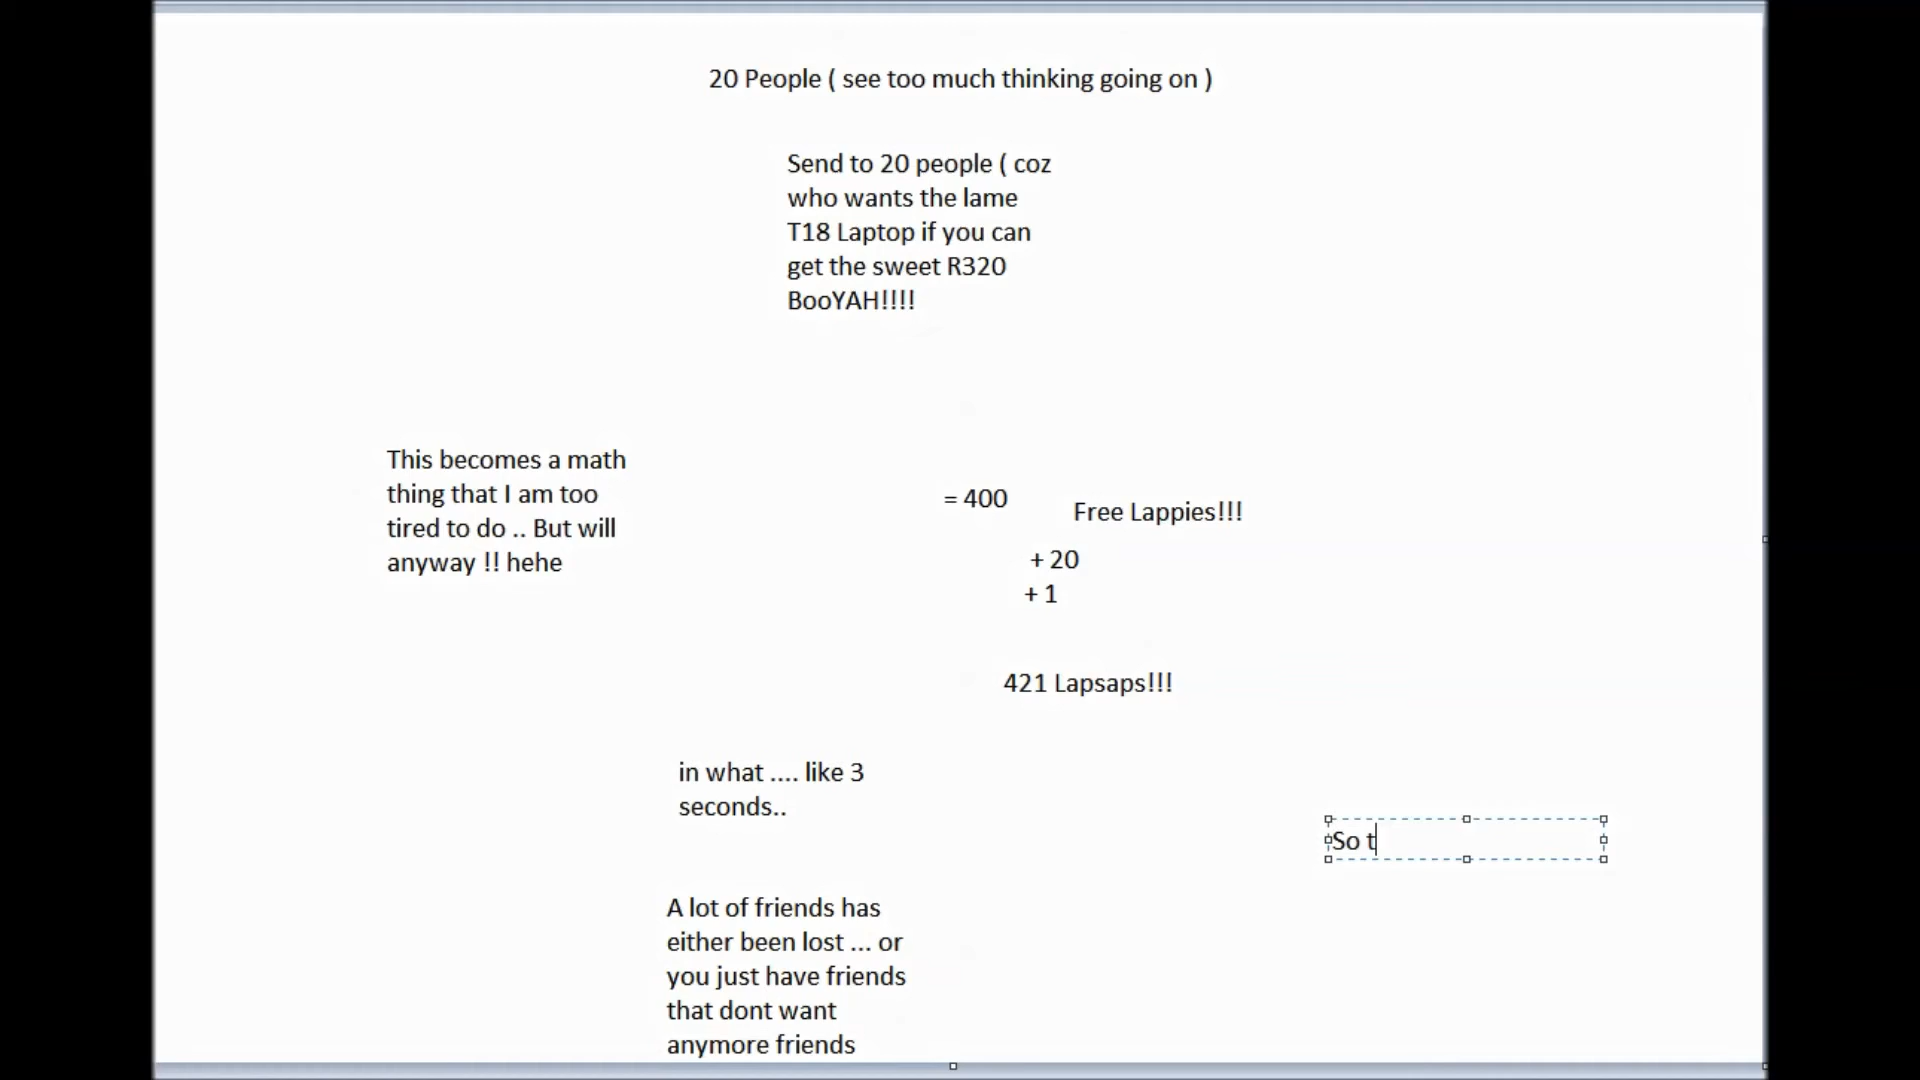 20 People ( see too much thinking going on )
Send to 20 people ( coz
who wants the lame
T18 Laptop if you can
get the sweet R320
BooYAH!!!!
This becomes a math
thing that I am too
tired to do .. But will
anyway !! hehe
= 400
Free Lappies!!!
+ 20
+ 1
421 Lapsaps!!!
in what .... like 3
seconds..
So t
A lot of friends has
either been lost ... or
you just have friends
that dont want
anymore friends